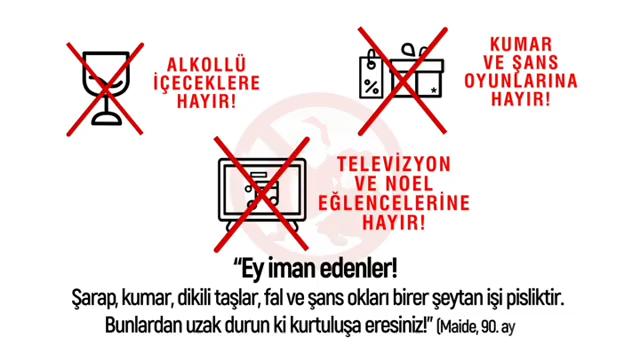 ALKOLLÜ
İÇECEKLERE
HAYIR!
KUMAR
VE ŞANS
OYUNLARINA
HAYIR!
%
TELEVİZYON
VE NOEL
EĞLENCELERİNE
HAYIR!
“Ey iman edenler!
Şarap, kumar, dikili taşlar, fal ve şans okları birer şeytan işi pisliktir.
Bunlardan uzak durun ki kurtuluşa eresiniz!” (Maide, 90. ay